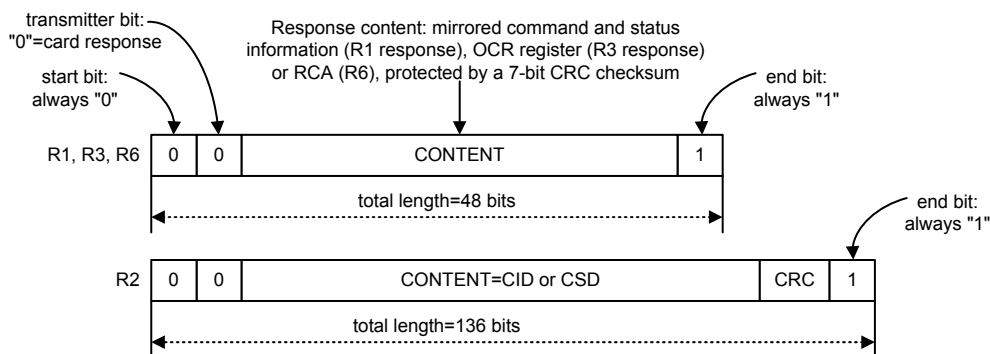 transmitter bit:
"0"=card response
Response content: mirrored command and status
information (R1 response), OCR register (R3 response)
or RCA (R6), protected by a 7-bit CRC checksum
start bit:
always "0"
end bit:
always "1"
R1, R3, R6 0 0 CONTENT 1
total length=48 bits
end bit:
always "1"
R2 0 0 CONTENT=CID or CSD CRC 1
total length=136 bits